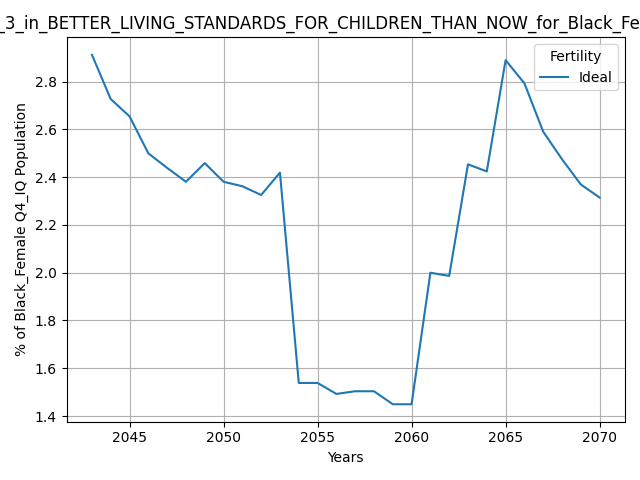 _3_in_BETTER_LIVING_STANDARDS_FOR_CHILDREN_THAN_NOW_for_Black_Fe
Fertility
Ideal
% of Black_Female Q4_IQ Population
2.8
2.6
2.4
2.2
2.0
1.8
1.6
1.4
2045 2050 2055 2060 2065 2070
Years